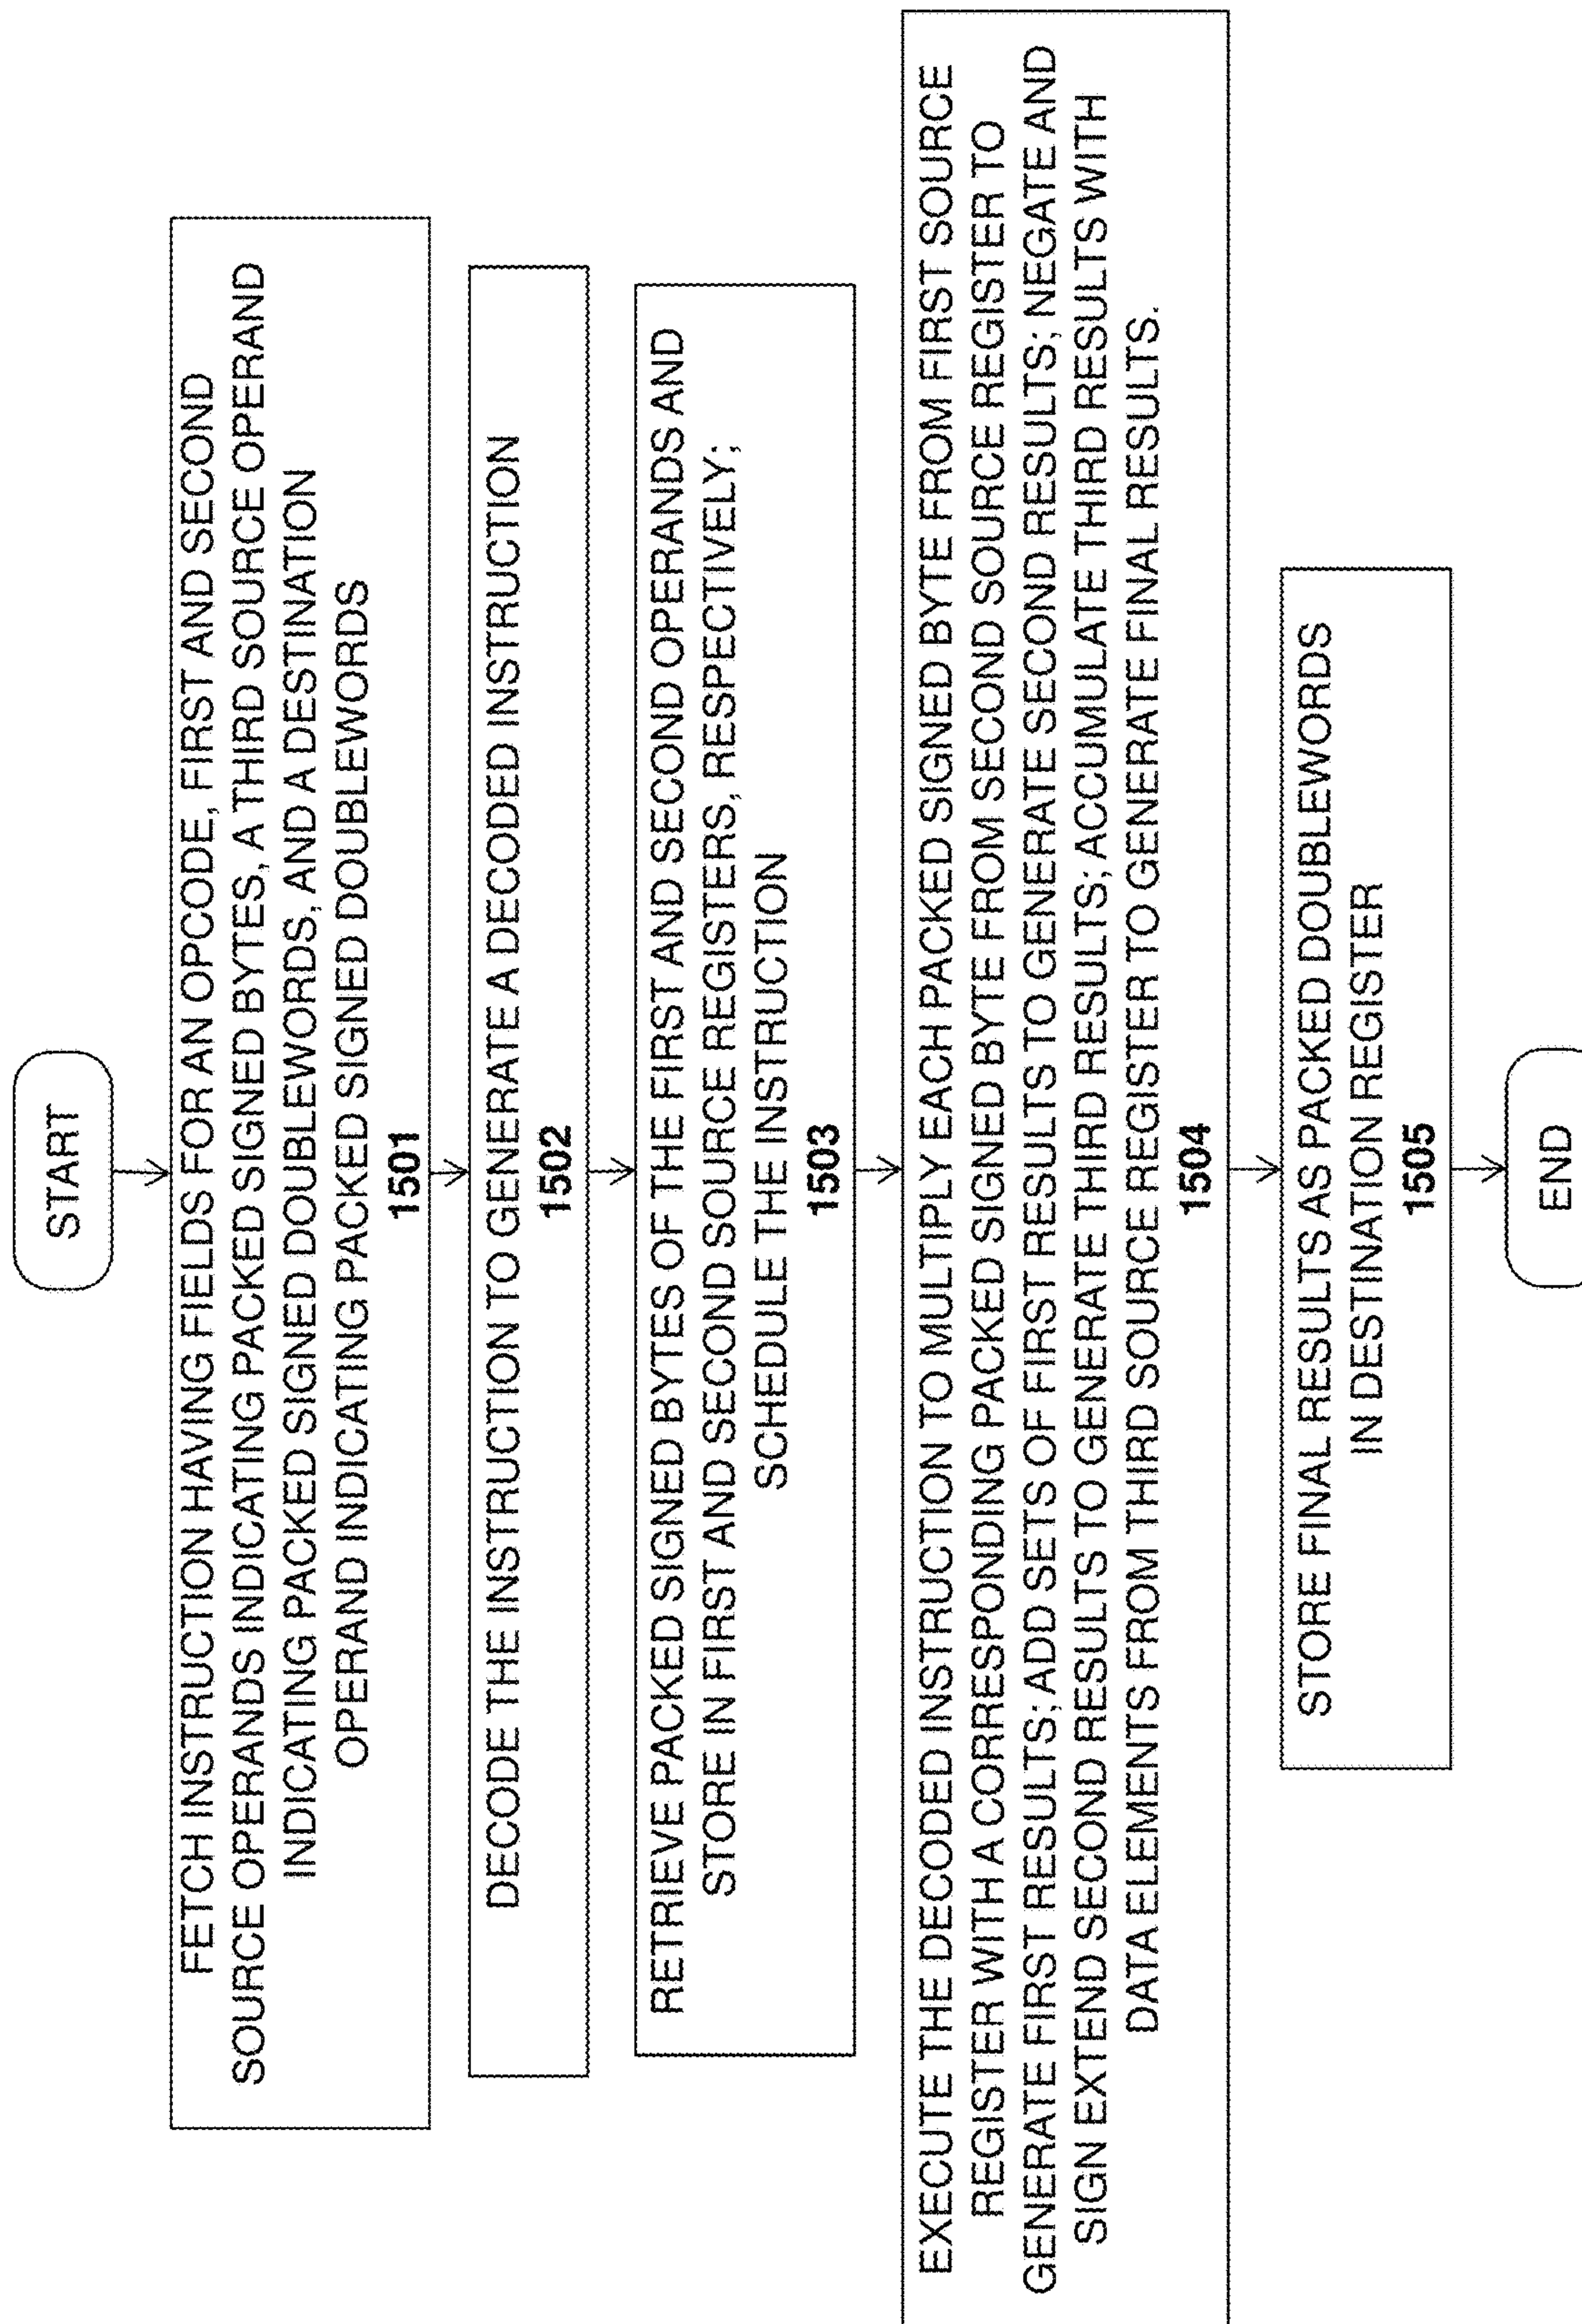 START
FETCH INSTRUCTION HAVING FIELDS FOR AN OPCODE, FIRST AND SECOND
SOURCE OPERANDS INDICATING PACKED SIGNED BYTES, A THIRD SOURCE OPERAND
INDICATING PACKED SIGNED DOUBLEWORDS, AND A DESTINATION
OPERAND INDICATING PACKED SIGNED DOUBLEWORDS
1501
DECODE THE INSTRUCTION TO GENERATE A DECODED INSTRUCTION
1502
RETRIEVE PACKED SIGNED BYTES OF THE FIRST AND SECOND OPERANDS AND
STORE IN FIRST AND SECOND SOURCE REGISTERS, RESPECTIVELY;
SCHEDULE THE INSTRUCTION
1503
EXECUTE THE DECODED INSTRUCTION TO MULTIPLY EACH PACKED SIGNED BYTE FROM FIRST SOURCE
REGISTER WITH A CORRESPONDING PACKED SIGNED BYTE FROM SECOND SOURCE REGISTER TO
GENERATE FIRST RESULTS; ADD SETS OF FIRST RESULTS TO GENERATE SECOND RESULTS; NEGATE AND
SIGN EXTEND SECOND RESULTS TO GENERATE THIRD RESULTS; ACCUMULATE THIRD RESULTS WITH
DATA ELEMENTS FROM THIRD SOURCE REGISTER TO GENERATE FINAL RESULTS.
1504
STORE FINAL RESULTS AS PACKED DOUBLEWORDS
IN DESTINATION REGISTER
1505
END